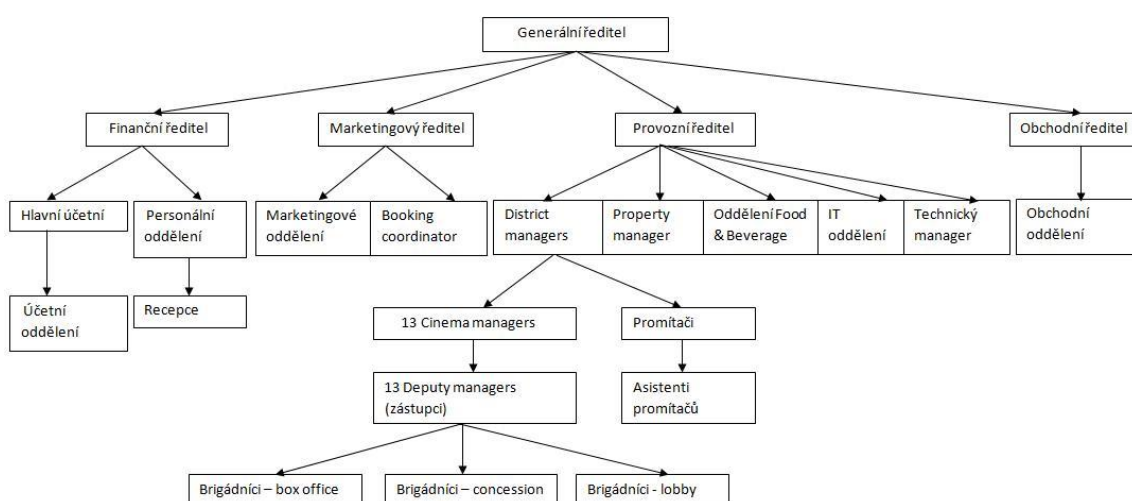 Generální ředitel
Finanční ředitel
Marketingový ředitel
Provozní ředitel
Obchodní ředitel
Hlavní účetní
Personální
oddělení
Marketingové
oddělení
Booking
coordinator
District
managers
Property
manager
Oddělení Food
& Beverage
IT
oddělení
Technický
manager
Obchodní
oddělení
Účetní
oddělení
Recepce
13 Cinema managers
Promítači
13 Deputy managers
(zástupci)
Asistenti
promítačů
Brigádníci – box office
Brigádníci – concession
Brigádníci - lobby